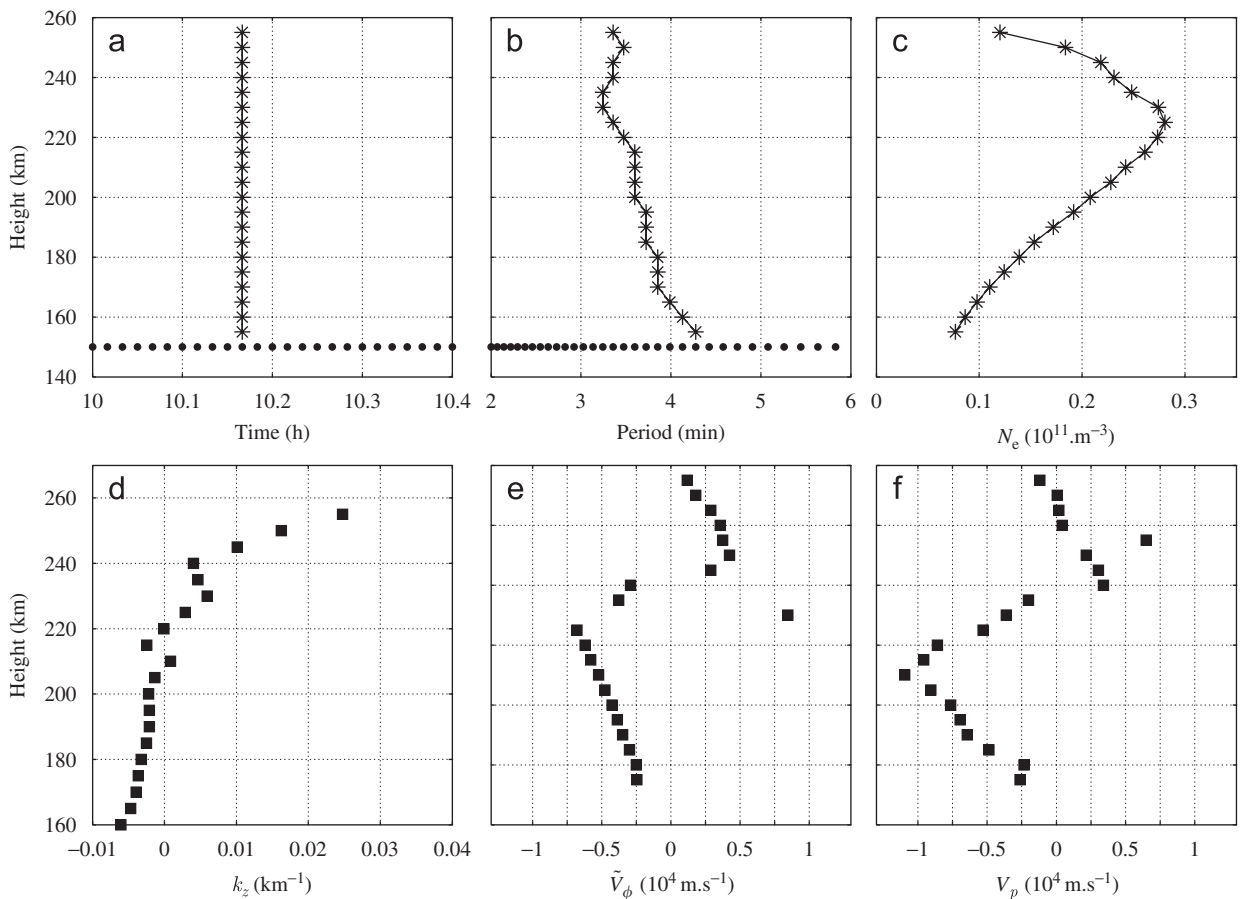 a
b
c
Height (km)
260
240
220
200
180
160
140
10 10.1 10.2 10.3 10.4
2 3 4 5 6
0 0.1 0.2 0.3
Time (h)
Period (min)
Nₑ (10¹¹.m⁻³)
d
e
f
Height (km)
260
240
220
200
180
160
−0.01 0 0.01 0.02 0.03 0.04
−1 −0.5 0 0.5 1
−1 −0.5 0 0.5 1
k_z (km⁻¹)
Ṽ_ϕ (10⁴ m.s⁻¹)
V_p (10⁴ m.s⁻¹)